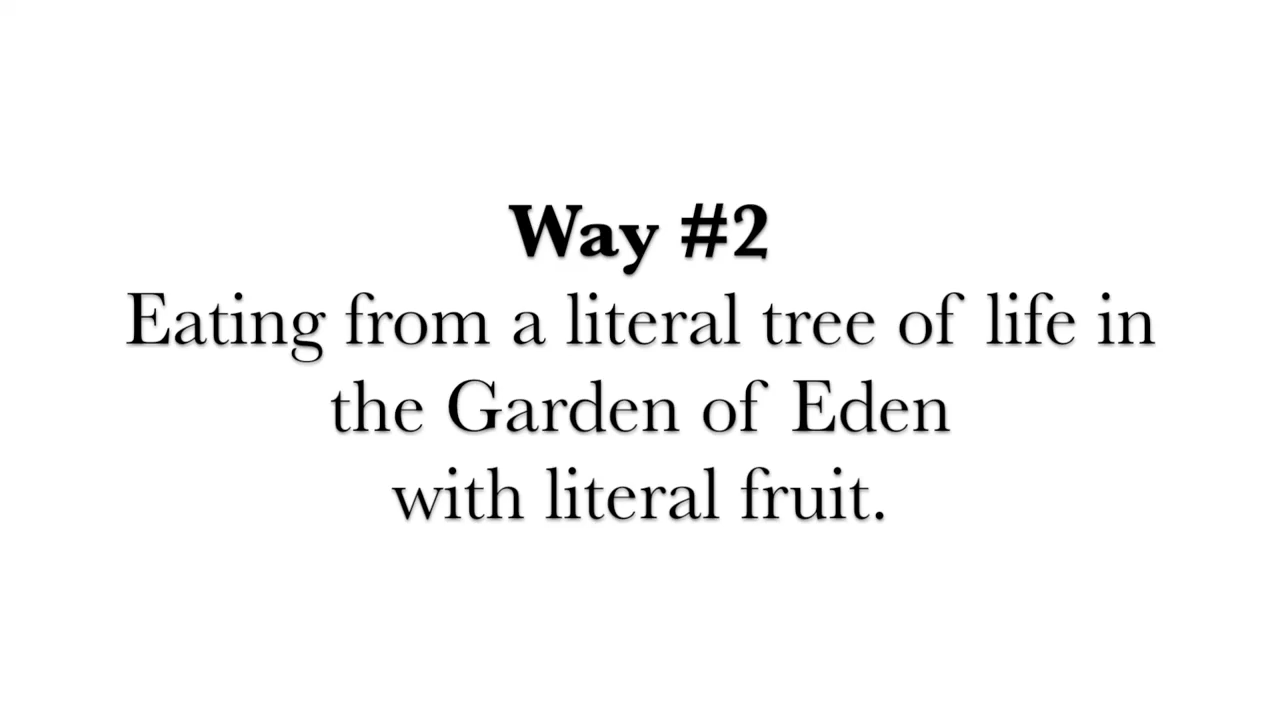 Way #2
Eating from a literal tree of life in
the Garden of Eden
with literal fruit.